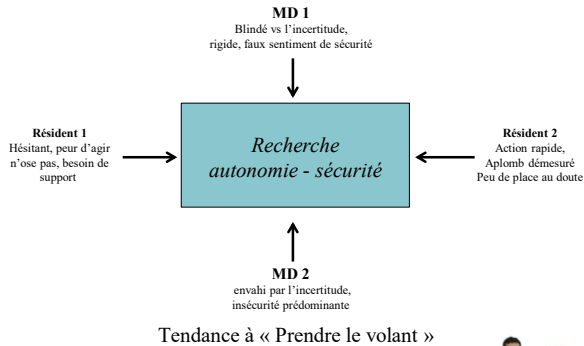 MD 1
Blindé vs l’incertitude,
rigide, faux sentiment de sécurité
Résident 1
Hésitant, peur d’agir
n’ose pas, besoin de
support
Recherche
autonomie - sécurité
Résident 2
Action rapide,
Aplomb démesuré
Peu de place au doute
MD 2
envahi par l’incertitude,
insécurité prédominante
Tendance à « Prendre le volant »